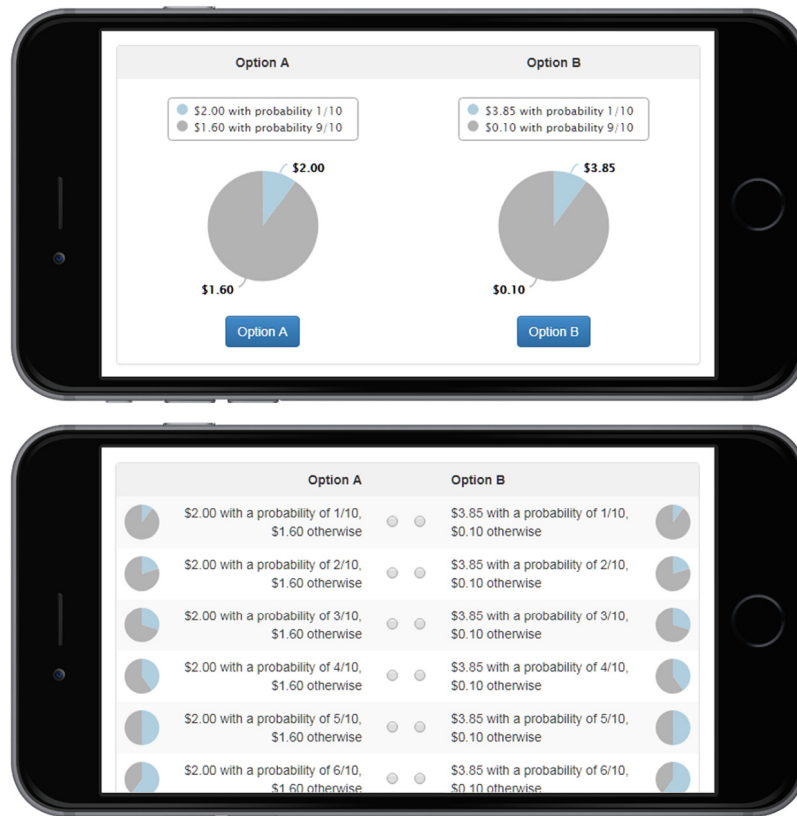 Option A
Option B
$2.00 with probability 1/10
$1.60 with probability 9/10
$3.85 with probability 1/10
$0.10 with probability 9/10
$2.00
$3.85
$1.60
$0.10
Option A
Option B
Option A
Option B
$2.00 with a probability of 1/10,
$1.60 otherwise
$3.85 with a probability of 1/10,
$0.10 otherwise
$2.00 with a probability of 2/10,
$1.60 otherwise
$3.85 with a probability of 2/10,
$0.10 otherwise
$2.00 with a probability of 3/10,
$1.60 otherwise
$3.85 with a probability of 3/10,
$0.10 otherwise
$2.00 with a probability of 4/10,
$1.60 otherwise
$3.85 with a probability of 4/10,
$0.10 otherwise
$2.00 with a probability of 5/10,
$1.60 otherwise
$3.85 with a probability of 5/10,
$0.10 otherwise
$2.00 with a probability of 6/10,
$1.60 otherwise
$3.85 with a probability of 6/10,
$0.10 otherwise